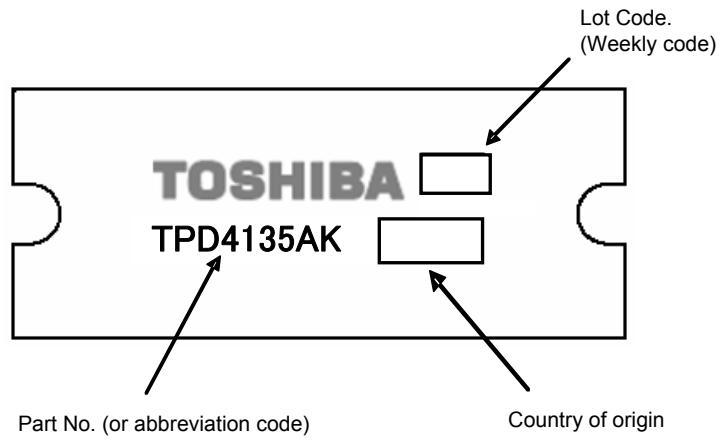 Lot Code.
(Weekly code)
TOSHIBA
TPD4135AK
Part No. (or abbreviation code)
Country of origin